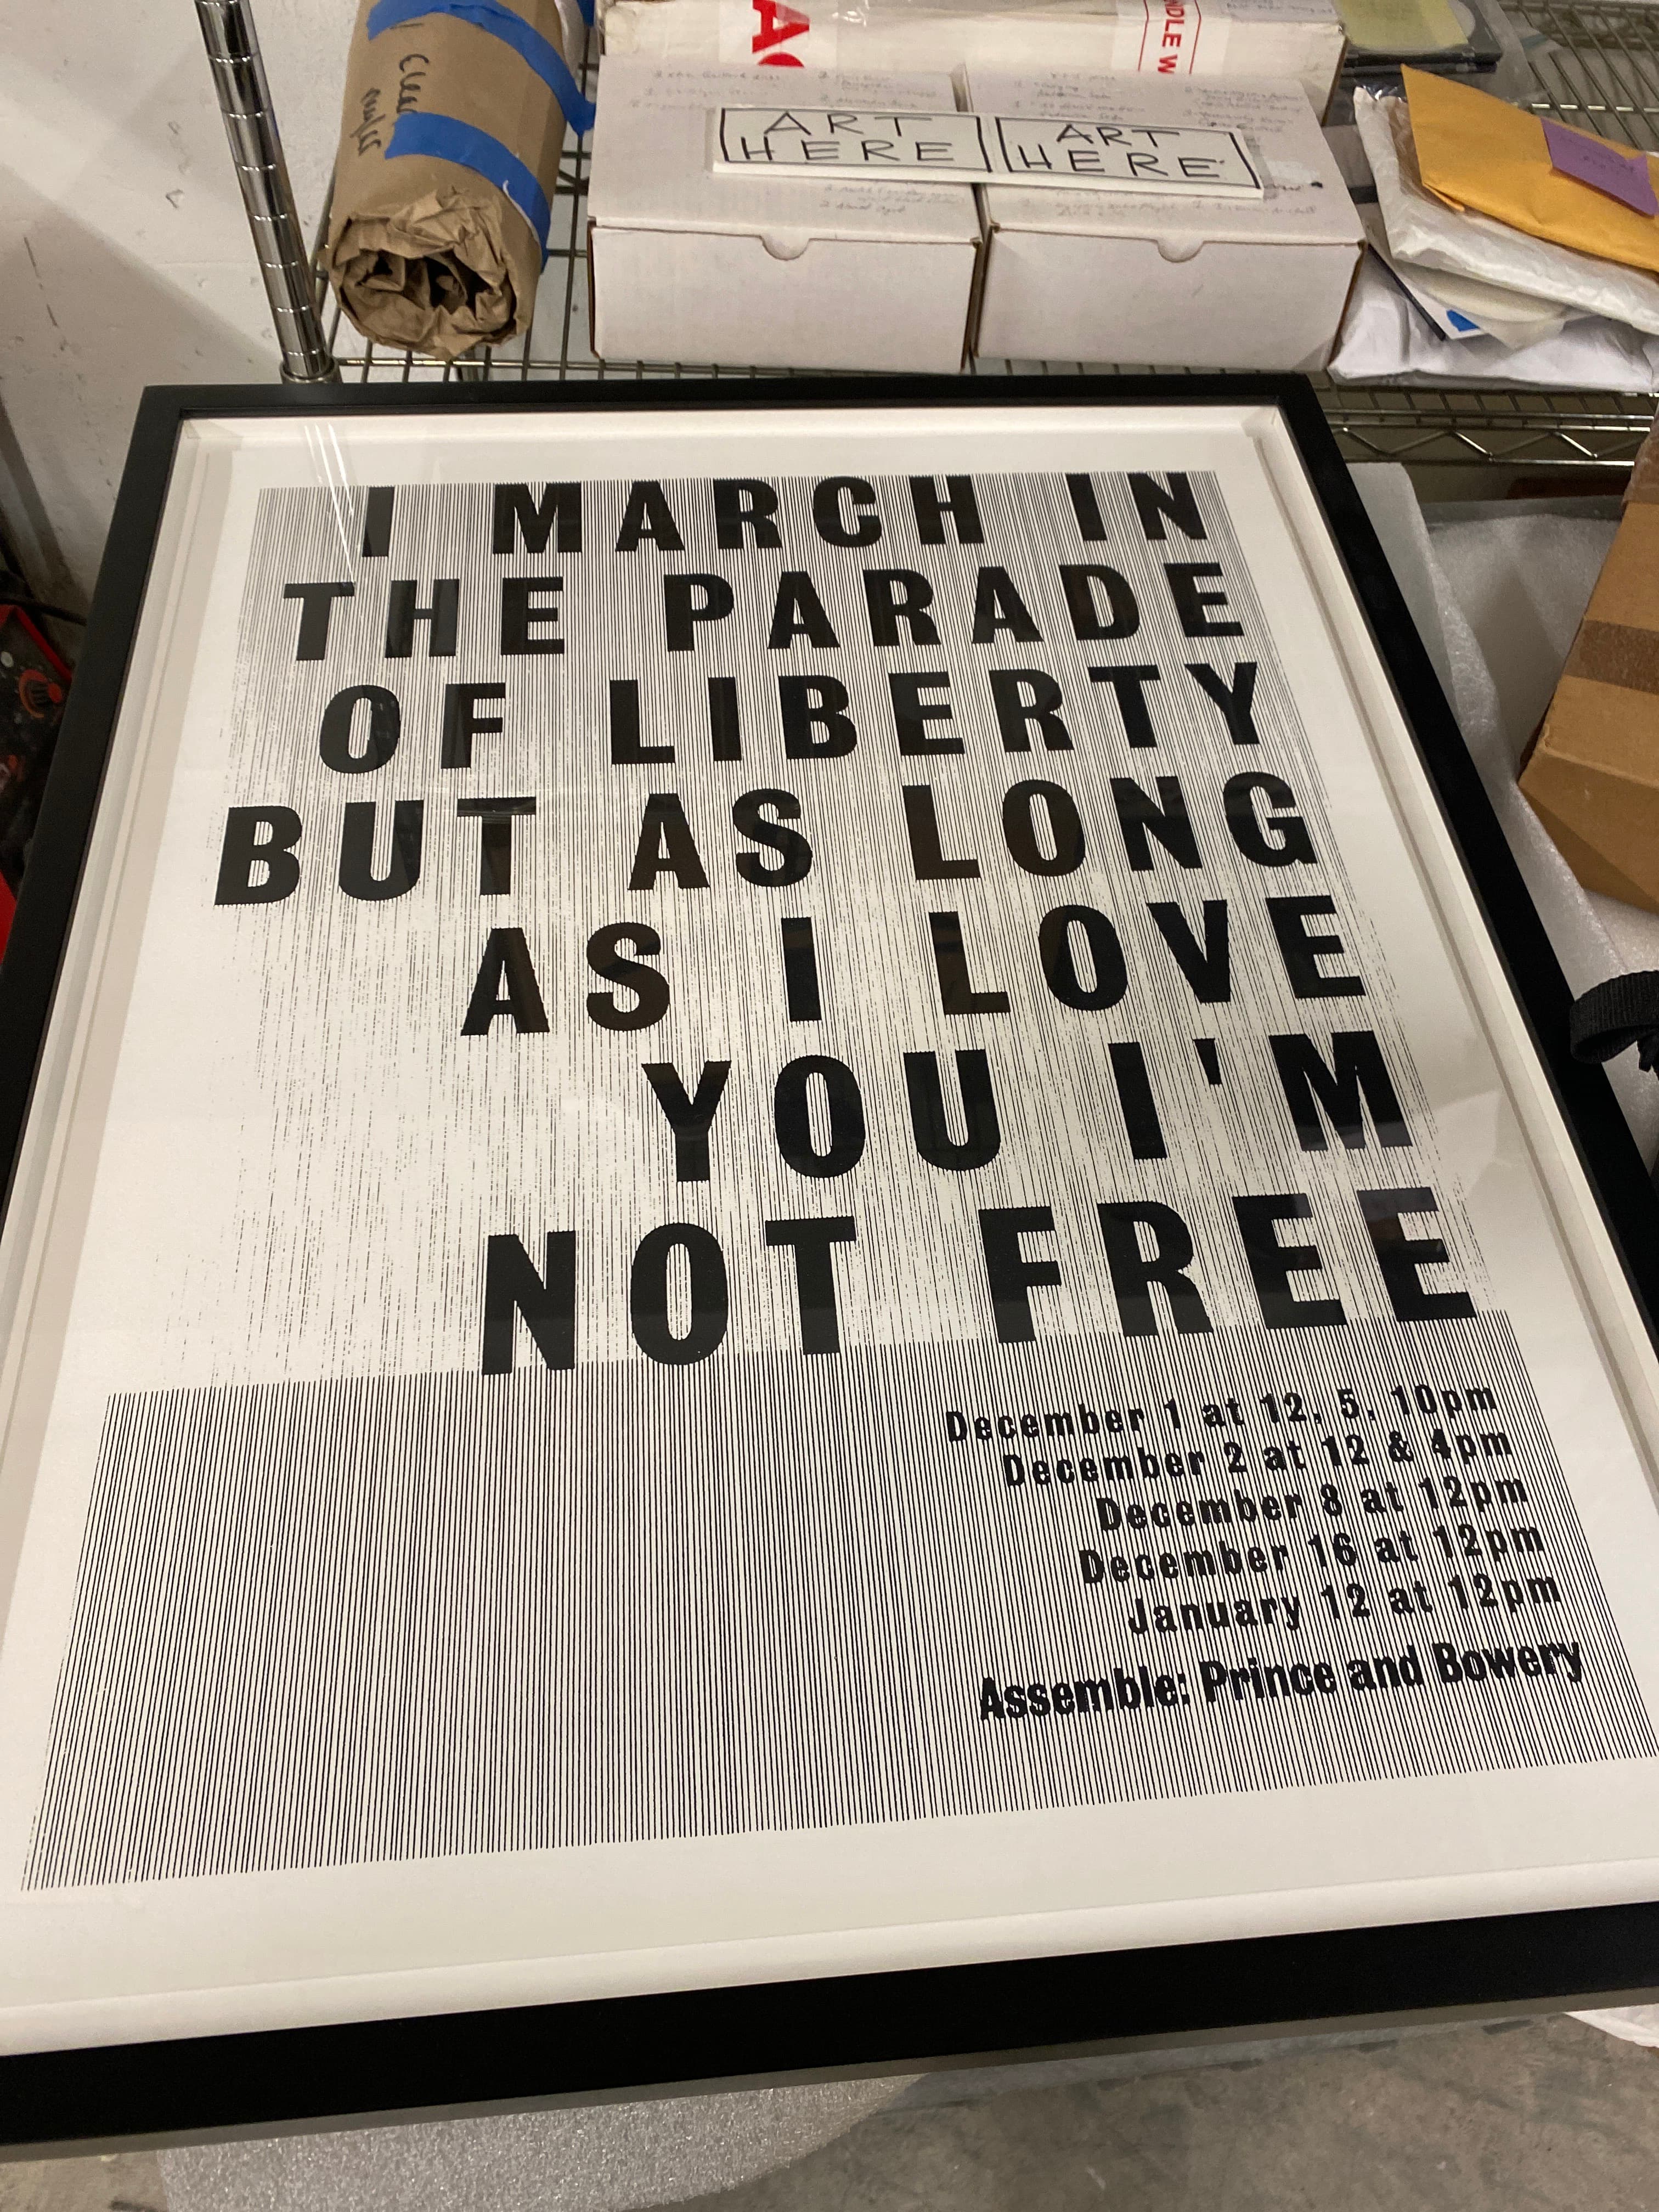 ART
HERE
ART
HERE
I MARCH IN
THE PARADE
OF LIBERTY
BUT AS LONG
AS I LOVE
YOU I'M
NOT FREE
December 1 at 12, 5, 10pm
December 2 at 12 & 4pm
December 8 at 12pm
December 16 at 12pm
January 12 at 12pm
Assemble: Prince and Bowery